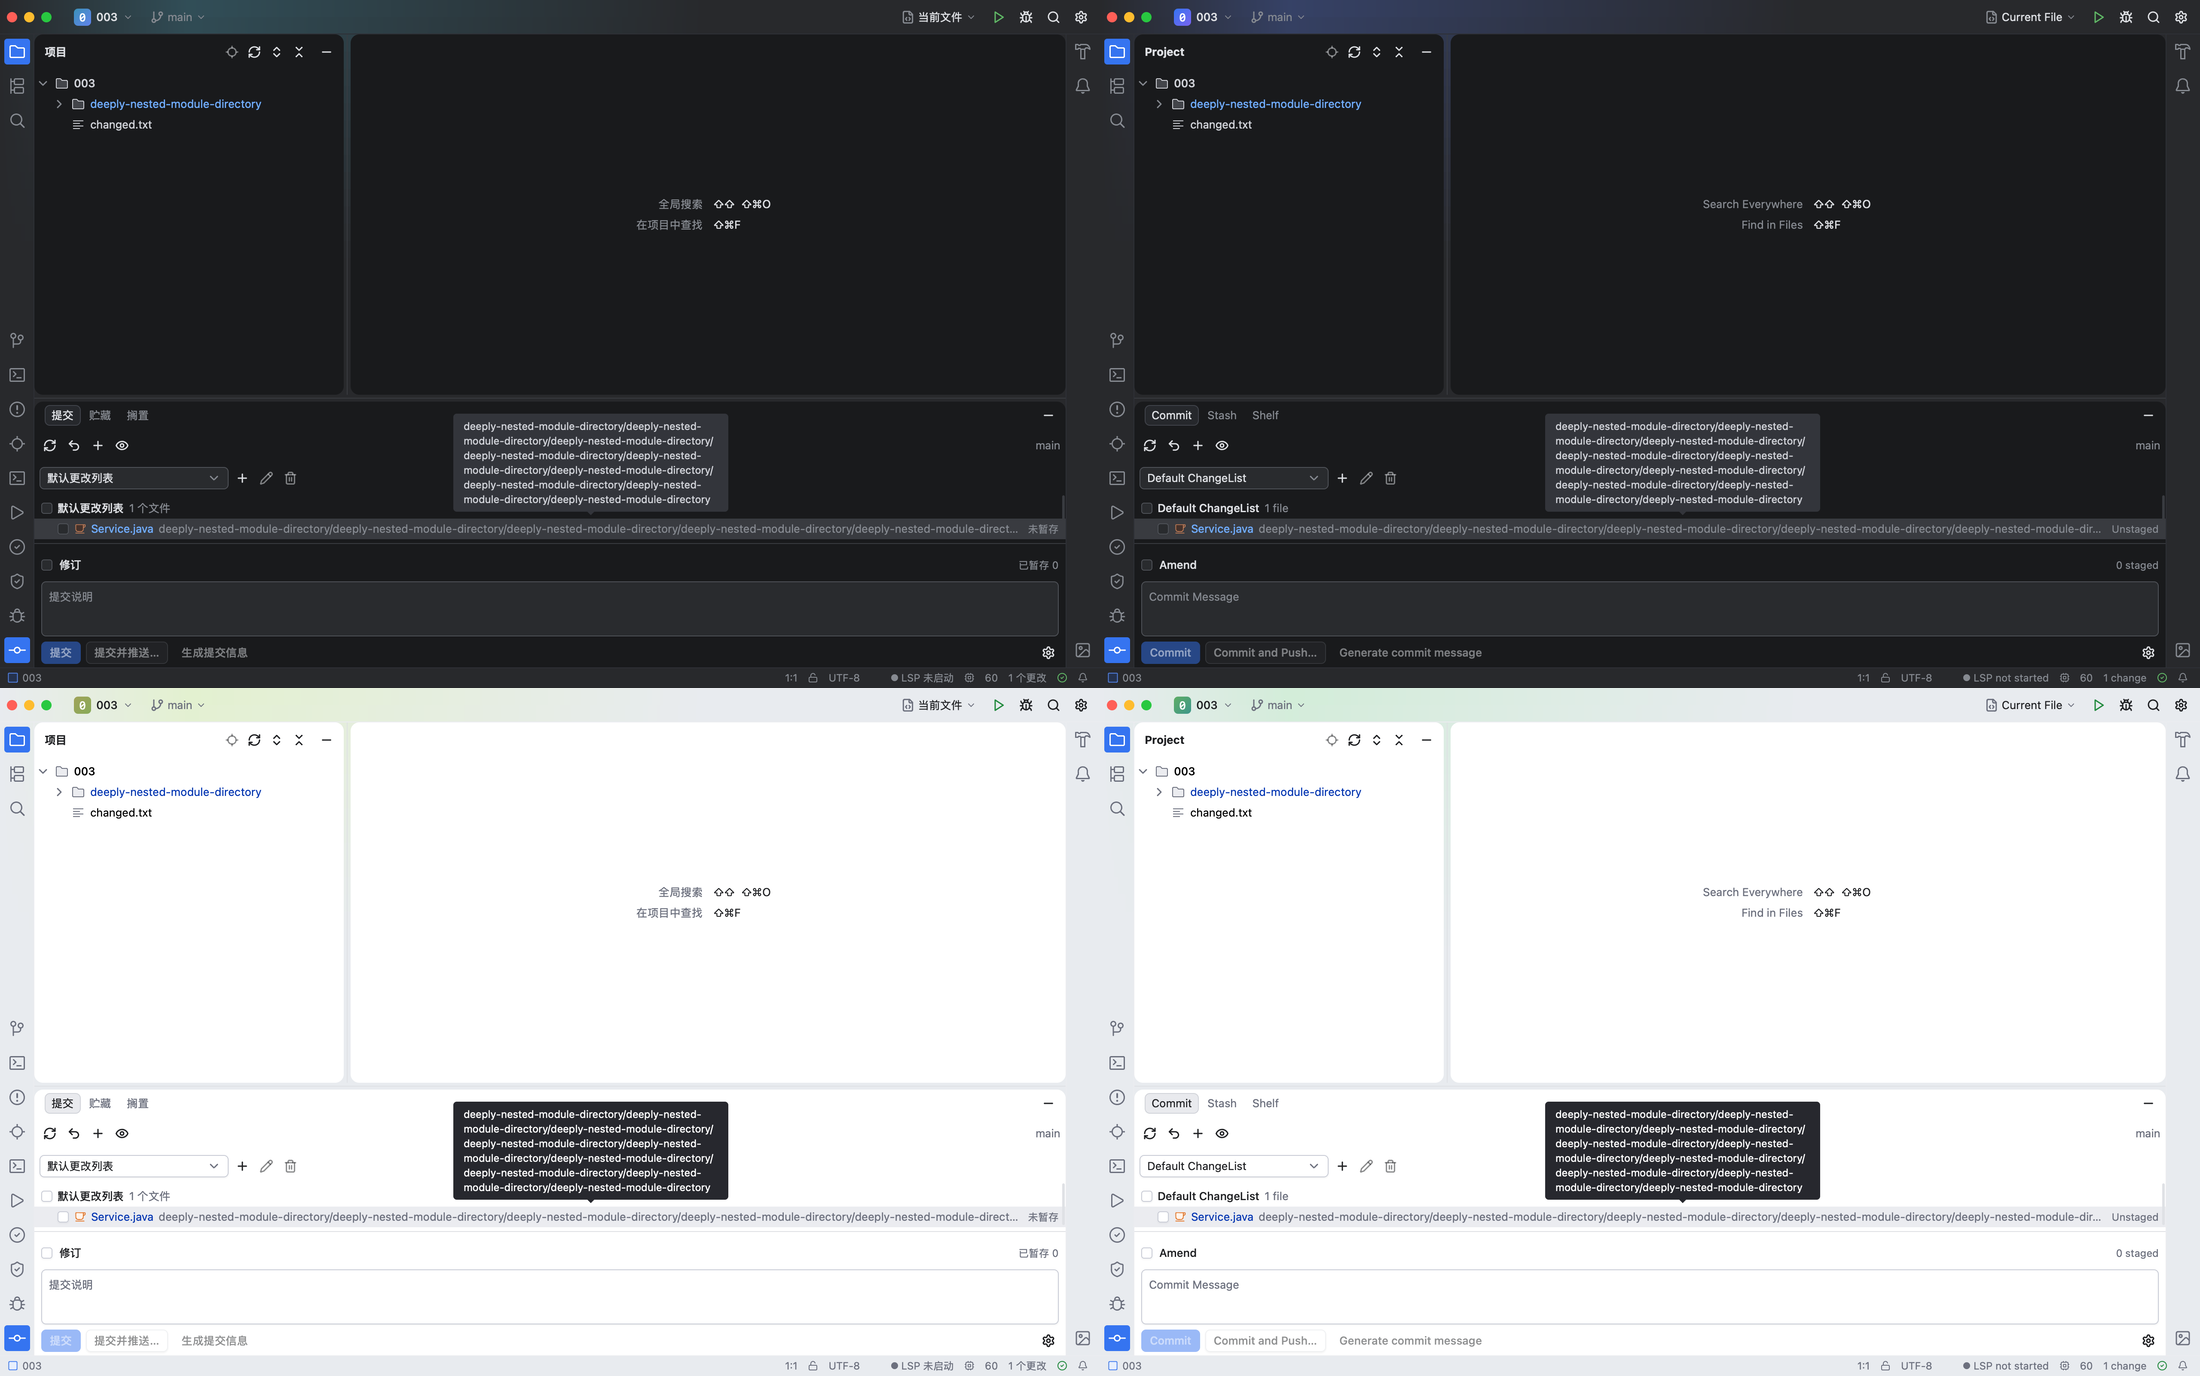 0 003 main 当前文件
项目
003
deeply-nested-module-directory
changed.txt
全局搜索 ⇧⇧ ⇧⌘O
在项目中查找 ⇧⌘F
提交 贮藏 搁置
main
默认更改列表
deeply-nested-module-directory/deeply-nested-
module-directory/deeply-nested-module-directory/
deeply-nested-module-directory/deeply-nested-
module-directory/deeply-nested-module-directory/
deeply-nested-module-directory/deeply-nested-
module-directory/deeply-nested-module-directory
默认更改列表 1 个文件
Service.java deeply-nested-module-directory/deeply-nested-module-directory/deeply-nested-module-directory/deeply-nested-module-directory/deeply-nested-module-direct... 未暂存
修订 已暂存 0
提交说明
提交 提交并推送... 生成提交信息
003 1:1 UTF-8 LSP 未启动 60 1 个更改
0 003 main Current File
Project
003
deeply-nested-module-directory
changed.txt
Search Everywhere ⇧⇧ ⇧⌘O
Find in Files ⇧⌘F
Commit Stash Shelf
main
Default ChangeList
deeply-nested-module-directory/deeply-nested-
module-directory/deeply-nested-module-directory/
deeply-nested-module-directory/deeply-nested-
module-directory/deeply-nested-module-directory/
deeply-nested-module-directory/deeply-nested-
module-directory/deeply-nested-module-directory
Default ChangeList 1 file
Service.java deeply-nested-module-directory/deeply-nested-module-directory/deeply-nested-module-directory/deeply-nested-module-directory/deeply-nested-module-dir... Unstaged
Amend 0 staged
Commit Message
Commit Commit and Push... Generate commit message
003 1:1 UTF-8 LSP not started 60 1 change
0 003 main 当前文件
项目
003
deeply-nested-module-directory
changed.txt
全局搜索 ⇧⇧ ⇧⌘O
在项目中查找 ⇧⌘F
提交 贮藏 搁置
main
默认更改列表
deeply-nested-module-directory/deeply-nested-
module-directory/deeply-nested-module-directory/
deeply-nested-module-directory/deeply-nested-
module-directory/deeply-nested-module-directory/
deeply-nested-module-directory/deeply-nested-
module-directory/deeply-nested-module-directory
默认更改列表 1 个文件
Service.java deeply-nested-module-directory/deeply-nested-module-directory/deeply-nested-module-directory/deeply-nested-module-directory/deeply-nested-module-direct... 未暂存
修订 已暂存 0
提交说明
提交 提交并推送... 生成提交信息
003 1:1 UTF-8 LSP 未启动 60 1 个更改
0 003 main Current File
Project
003
deeply-nested-module-directory
changed.txt
Search Everywhere ⇧⇧ ⇧⌘O
Find in Files ⇧⌘F
Commit Stash Shelf
main
Default ChangeList
deeply-nested-module-directory/deeply-nested-
module-directory/deeply-nested-module-directory/
deeply-nested-module-directory/deeply-nested-
module-directory/deeply-nested-module-directory/
deeply-nested-module-directory/deeply-nested-
module-directory/deeply-nested-module-directory
Default ChangeList 1 file
Service.java deeply-nested-module-directory/deeply-nested-module-directory/deeply-nested-module-directory/deeply-nested-module-directory/deeply-nested-module-dir... Unstaged
Amend 0 staged
Commit Message
Commit Commit and Push... Generate commit message
003 1:1 UTF-8 LSP not started 60 1 change